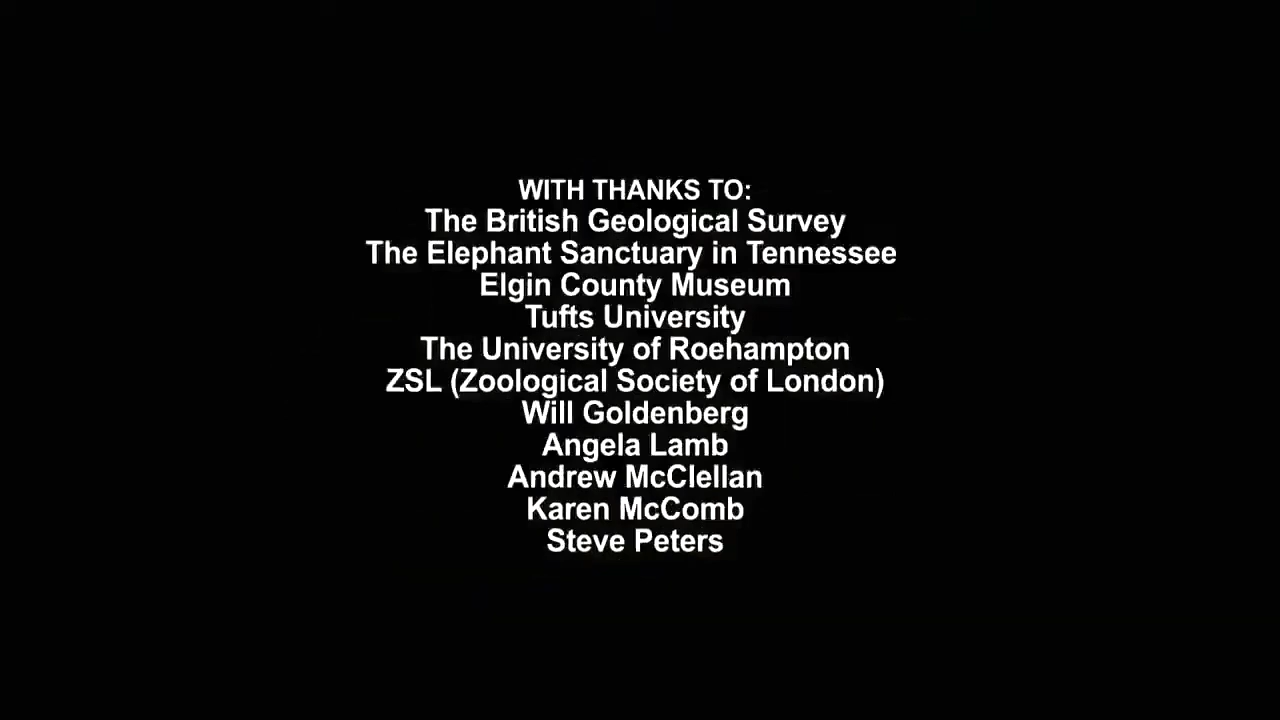 WITH THANKS TO:
The British Geological Survey
The Elephant Sanctuary in Tennessee
Elgin County Museum
Tufts University
The University of Roehampton
ZSL (Zoological Society of London)
Will Goldenberg
Angela Lamb
Andrew McClellan
Karen McComb
Steve Peters